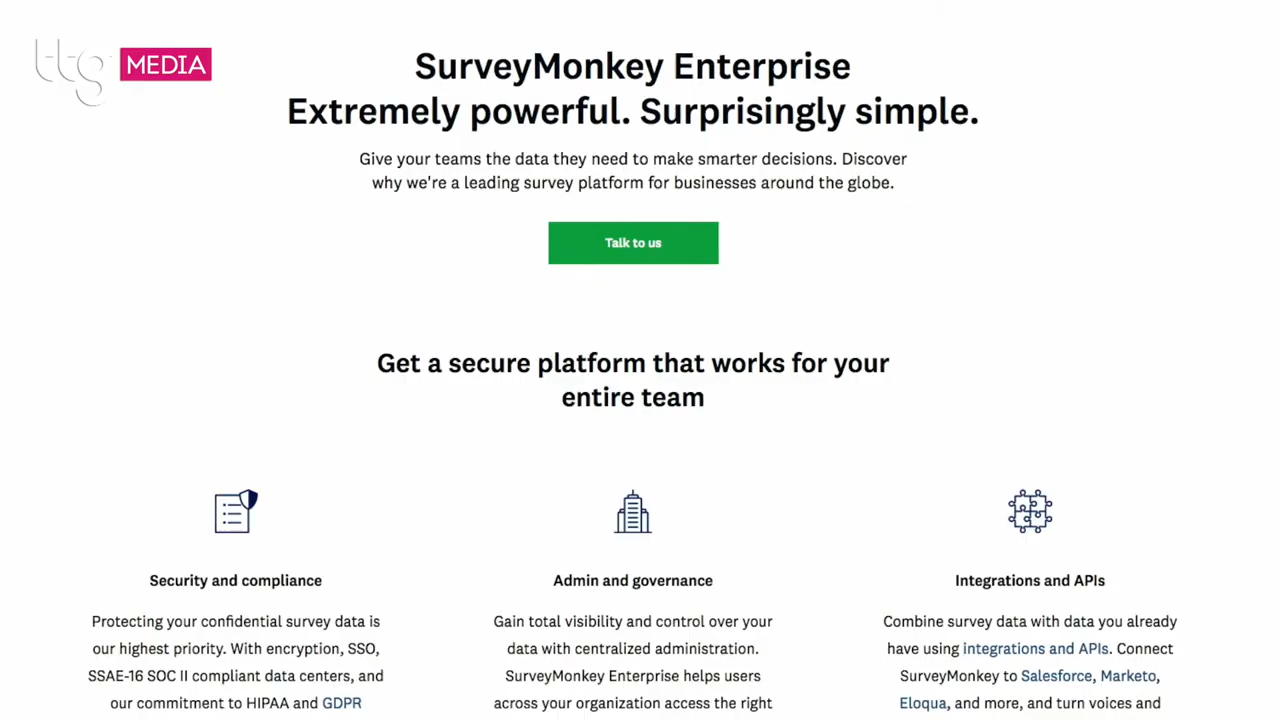 ttg MEDIA
SurveyMonkey Enterprise
Extremely powerful. Surprisingly simple.
Give your teams the data they need to make smarter decisions. Discover
why we're a leading survey platform for businesses around the globe.
Talk to us
Get a secure platform that works for your
entire team
Security and compliance
Protecting your confidential survey data is
our highest priority. With encryption, SSO,
SSAE-16 SOC II compliant data centers, and
our commitment to HIPAA and GDPR
Admin and governance
Gain total visibility and control over your
data with centralized administration.
SurveyMonkey Enterprise helps users
across your organization access the right
Integrations and APIs
Combine survey data with data you already
have using integrations and APIs. Connect
SurveyMonkey to Salesforce, Marketo,
Eloqua, and more, and turn voices and